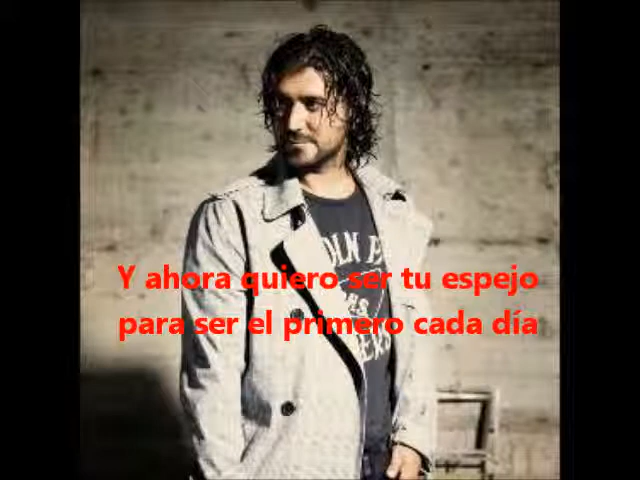 Y ahora quiero ser tu espejo
para ser el primero cada día